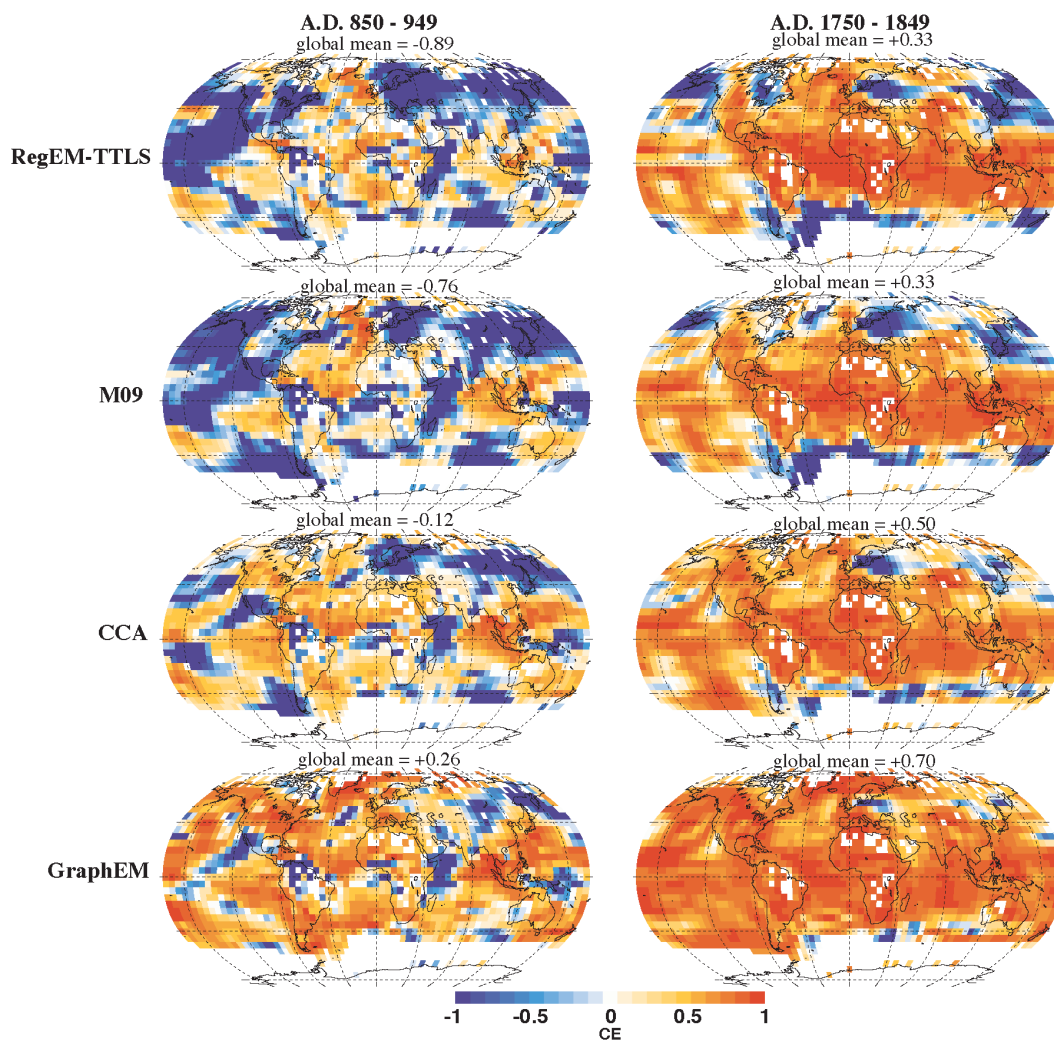 A.D. 850 - 949
A.D. 1750 - 1849
global mean = -0.89
global mean = +0.33
RegEM-TTLS
global mean = -0.76
global mean = +0.33
M09
global mean = -0.12
global mean = +0.50
CCA
global mean = +0.26
global mean = +0.70
GraphEM
-1 -0.5 0 0.5 1
CE